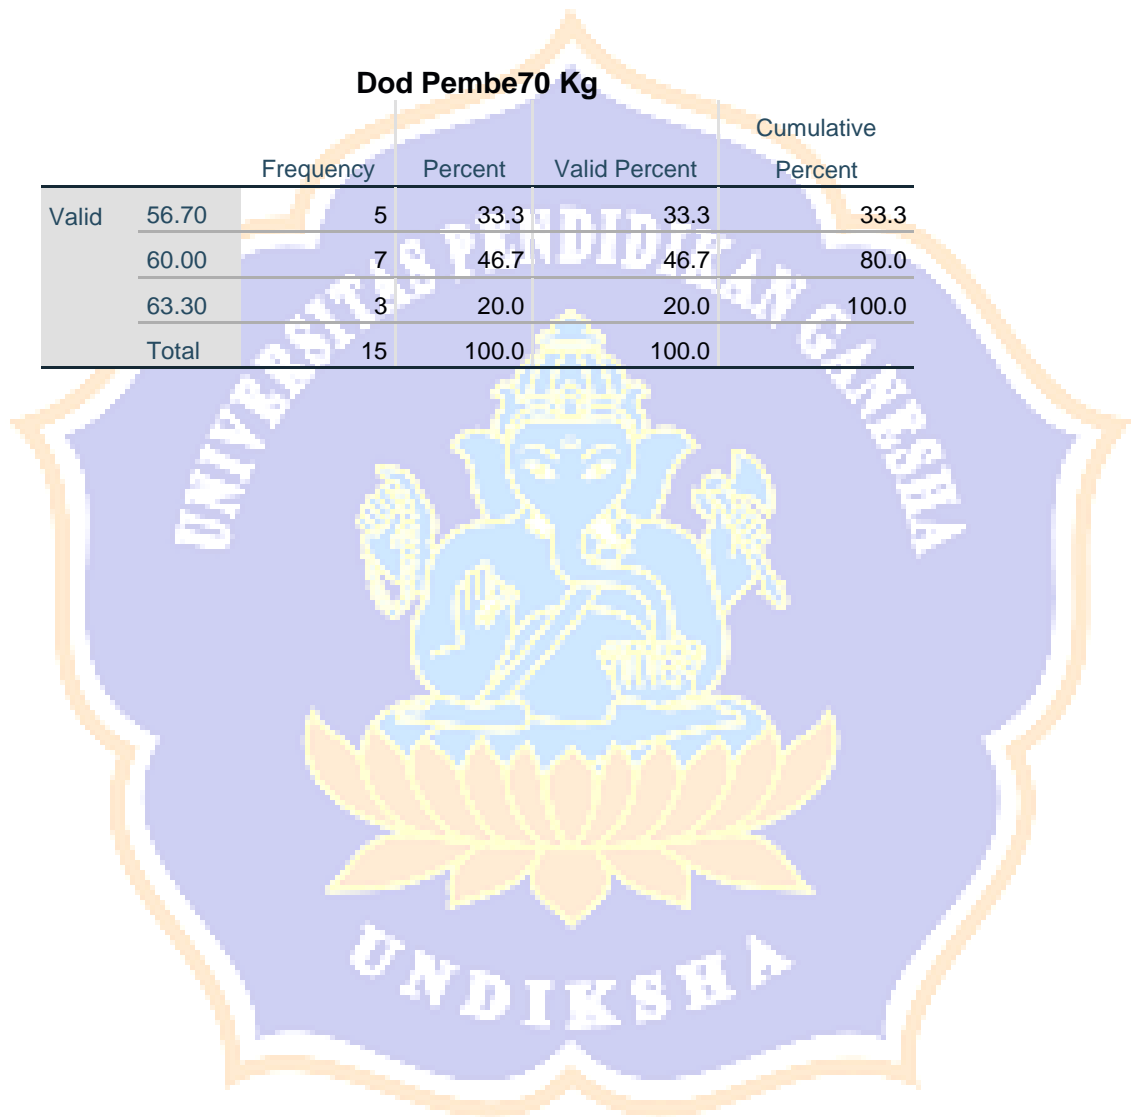 Dod Pembe70 Kg
Frequency Percent Valid Percent Cumulative Percent
Valid 56.70 5 33.3 33.3 33.3
60.00 7 46.7 46.7 80.0
63.30 3 20.0 20.0 100.0
Total 15 100.0 100.0
UNIVERSITAS PENDIDIKAN GANESHA
UNDIKSHA